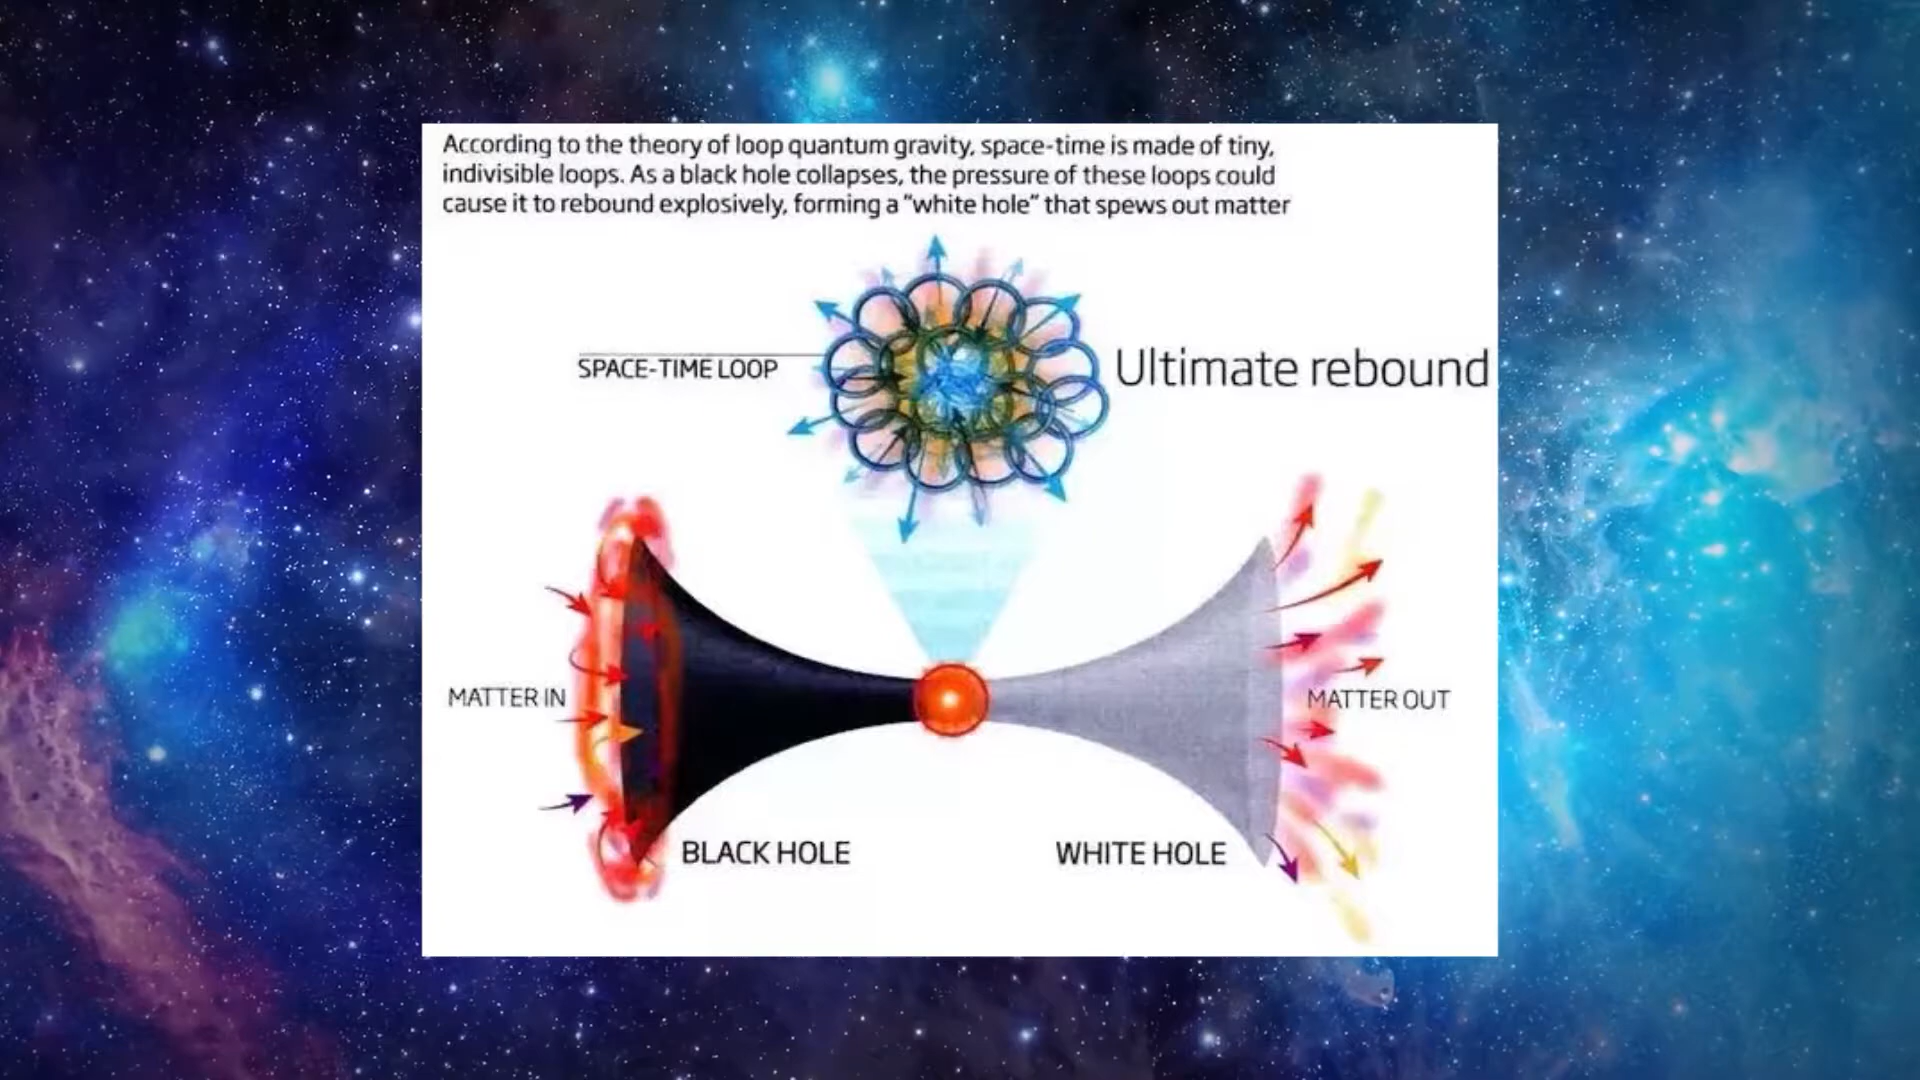 According to the theory of loop quantum gravity, space-time is made of tiny,
indivisible loops. As a black hole collapses, the pressure of these loops could
cause it to rebound explosively, forming a "white hole" that spews out matter
SPACE-TIME LOOP
Ultimate rebound
MATTER IN
MATTER OUT
BLACK HOLE
WHITE HOLE